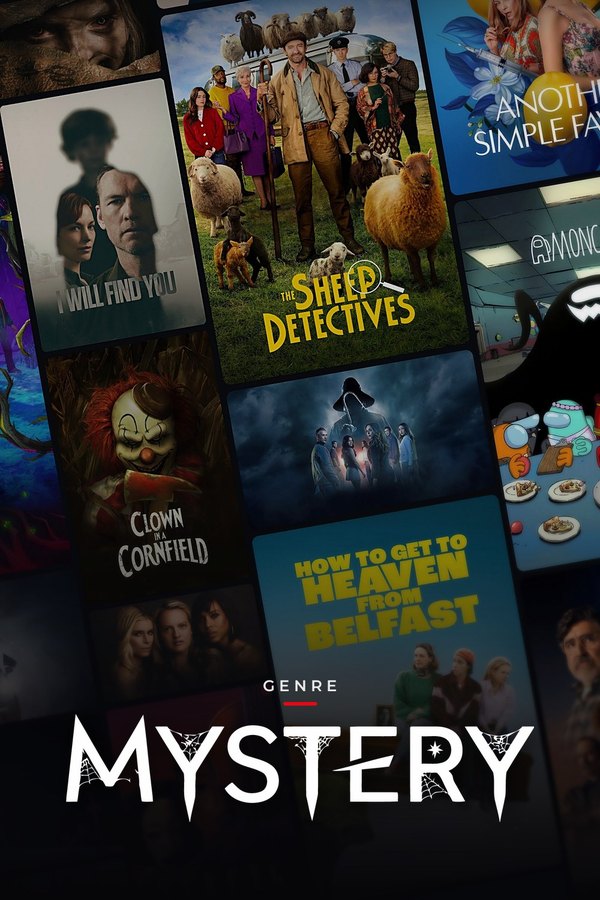 ANOTH
SIMPLE FA
I WILL FIND YOU
AMONG
THE SHEEP
DETECTIVES
CLOWN
IN A
CORNFIELD
HOW TO GET TO
HEAVEN
FROM
BELFAST
GENRE
MYSTERY